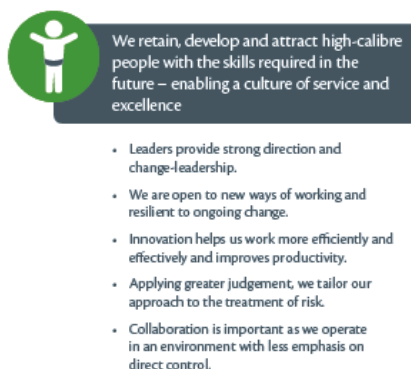 We retain, develop and attract high-calibre
people with the skills required in the
future – enabling a culture of service and
excellence
• Leaders provide strong direction and
change-leadership.
• We are open to new ways of working and
resilient to ongoing change.
• Innovation helps us work more efficiently and
effectively and improves productivity.
• Applying greater judgement, we tailor our
approach to the treatment of risk.
• Collaboration is important as we operate
in an environment with less emphasis on
direct control.